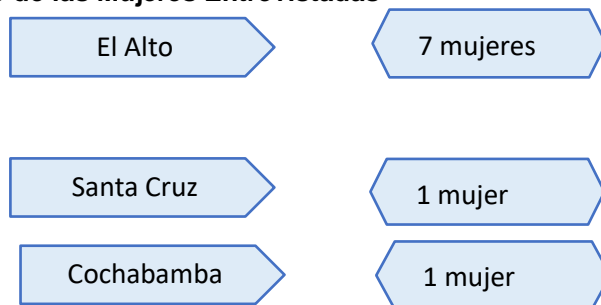 de las Mujeres Entrevistadas
El Alto
7 mujeres
Santa Cruz
1 mujer
Cochabamba
1 mujer